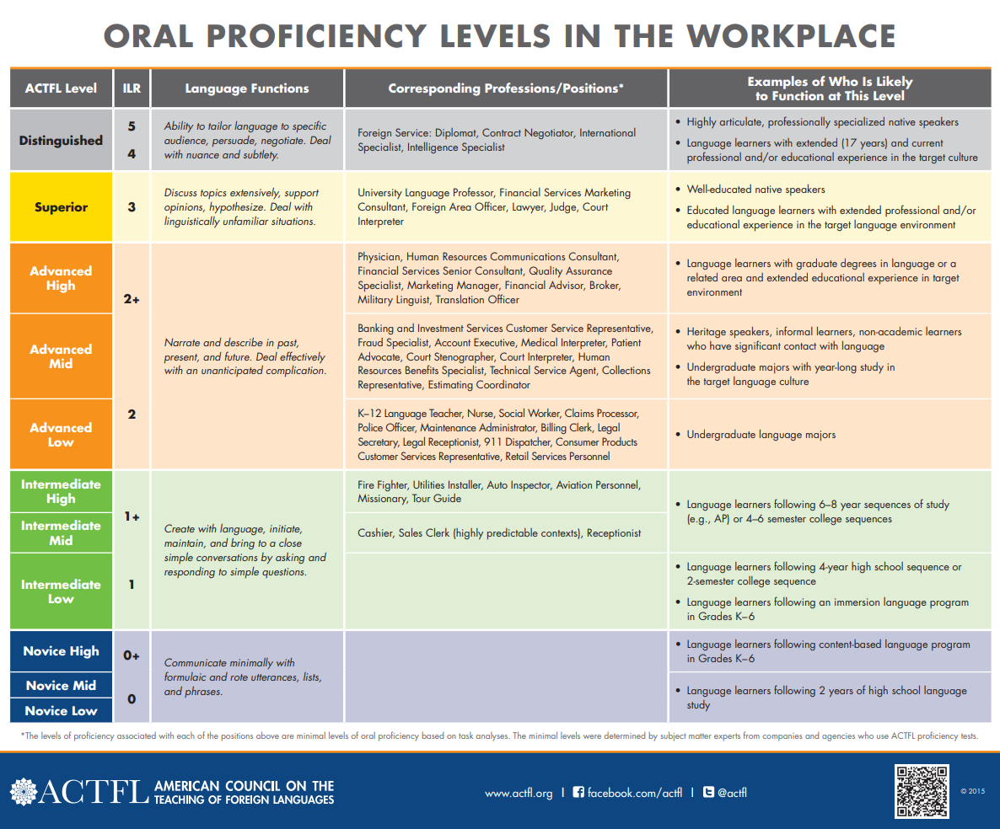 ORAL PROFICIENCY LEVELS IN THE WORKPLACE
ACTFL Level
ILR
Language Functions
Corresponding Professions/Positions*
Examples of Who Is Likely
to Function at This Level
Distinguished
5
4
Ability to tailor language to specific
audience, persuade, negotiate. Deal
with nuance and subtlety.
Foreign Service: Diplomat, Contract Negotiator, International
Specialist, Intelligence Specialist
• Highly articulate, professionally specialized native speakers
• Language learners with extended (17 years) and current
professional and/or educational experience in the target culture
Superior
3
Discuss topics extensively, support
opinions, hypothesize. Deal with
linguistically unfamiliar situations.
University Language Professor, Financial Services Marketing
Consultant, Foreign Area Officer, Lawyer, Judge, Court
Interpreter
• Well-educated native speakers
• Educated language learners with extended professional and/or
educational experience in the target language environment
Advanced
High
2+
Narrate and describe in past,
present, and future. Deal effectively
with an unanticipated complication.
Physician, Human Resources Communications Consultant,
Financial Services Senior Consultant, Quality Assurance
Specialist, Marketing Manager, Financial Advisor, Broker,
Military Linguist, Translation Officer
• Language learners with graduate degrees in language or a
related area and extended educational experience in target
environment
Advanced
Mid
Banking and Investment Services Customer Service Representative,
Fraud Specialist, Account Executive, Medical Interpreter, Patient
Advocate, Court Stenographer, Court Interpreter, Human
Resources Benefits Specialist, Technical Service Agent, Collections
Representative, Estimating Coordinator
• Heritage speakers, informal learners, non-academic learners
who have significant contact with language
• Undergraduate majors with year-long study in
the target language culture
Advanced
Low
2
K–12 Language Teacher, Nurse, Social Worker, Claims Processor,
Police Officer, Maintenance Administrator, Billing Clerk, Legal
Secretary, Legal Receptionist, 911 Dispatcher, Consumer Products
Customer Services Representative, Retail Services Personnel
• Undergraduate language majors
Intermediate
High
1+
Create with language, initiate,
maintain, and bring to a close
simple conversations by asking and
responding to simple questions.
Fire Fighter, Utilities Installer, Auto Inspector, Aviation Personnel,
Missionary, Tour Guide
• Language learners following 6–8 year sequences of study
(e.g., AP) or 4–6 semester college sequences
Intermediate
Mid
Cashier, Sales Clerk (highly predictable contexts), Receptionist
Intermediate
Low
1
• Language learners following 4-year high school sequence or
2-semester college sequence
• Language learners following an immersion language program
in Grades K–6
Novice High
0+
Communicate minimally with
formulaic and rote utterances, lists,
and phrases.
• Language learners following content-based language program
in Grades K–6
Novice Mid
0
• Language learners following 2 years of high school language
study
Novice Low
*The levels of proficiency associated with each of the positions above are minimal levels of oral proficiency based on task analyses. The minimal levels were determined by subject matter experts from companies and agencies who use ACTFL proficiency tests.
ACTFL
AMERICAN COUNCIL ON THE
TEACHING OF FOREIGN LANGUAGES
www.actfl.org | facebook.com/actfl | @actfl
© 2015